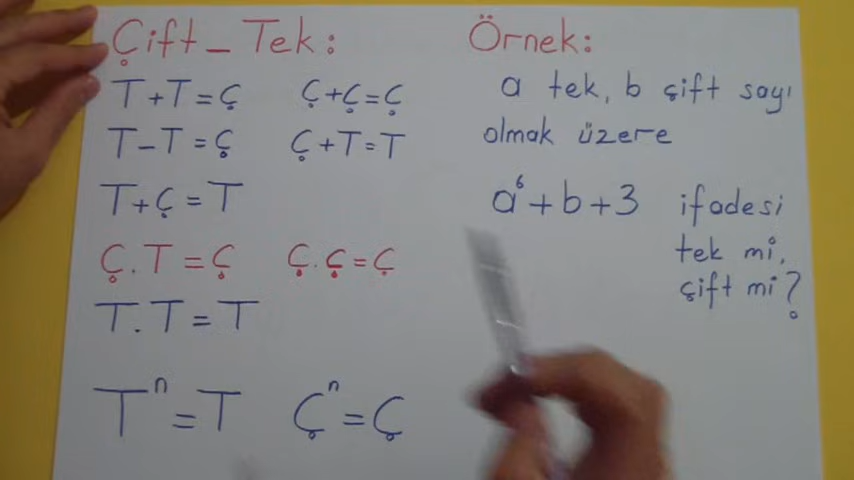 Çift_Tek:
T+T=Ç Ç+Ç=Ç
T-T=Ç Ç+T=T
T+Ç=T
Ç.T=Ç Ç.Ç=Ç
T.T=T
Tⁿ=T Çⁿ=Ç
Örnek:
a tek, b çift sayı
olmak üzere
a⁶+b+3 ifadesi
tek mi,
çift mi?